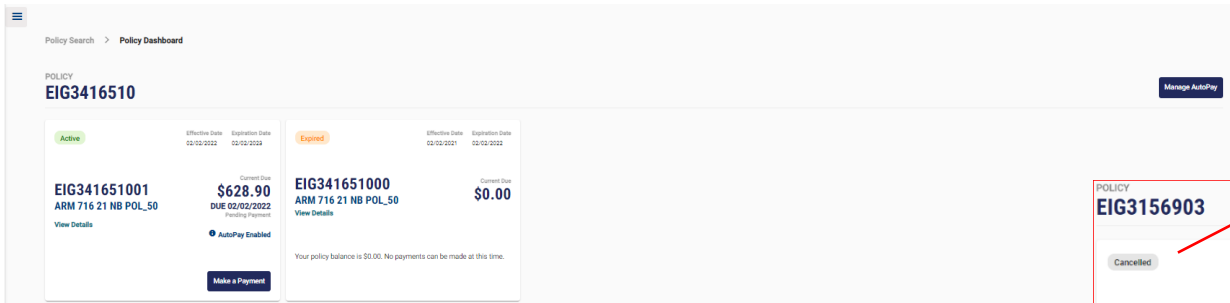 Policy Search > Policy Dashboard
POLICY
EIG3416510
Manage AutoPay
Active
Effective Date Expiration Date
02/02/2022 02/02/2023
EIG341651001
ARM 716 21 NB POL_50
View Details
Current Due
$628.90
DUE 02/02/2022
Pending Payment
AutoPay Enabled
Make a Payment
Expired
Effective Date Expiration Date
02/02/2021 02/02/2022
EIG341651000
ARM 716 21 NB POL_50
View Details
Current Due
$0.00
Your policy balance is $0.00. No payments can be made at this time.
POLICY
EIG3156903
Cancelled